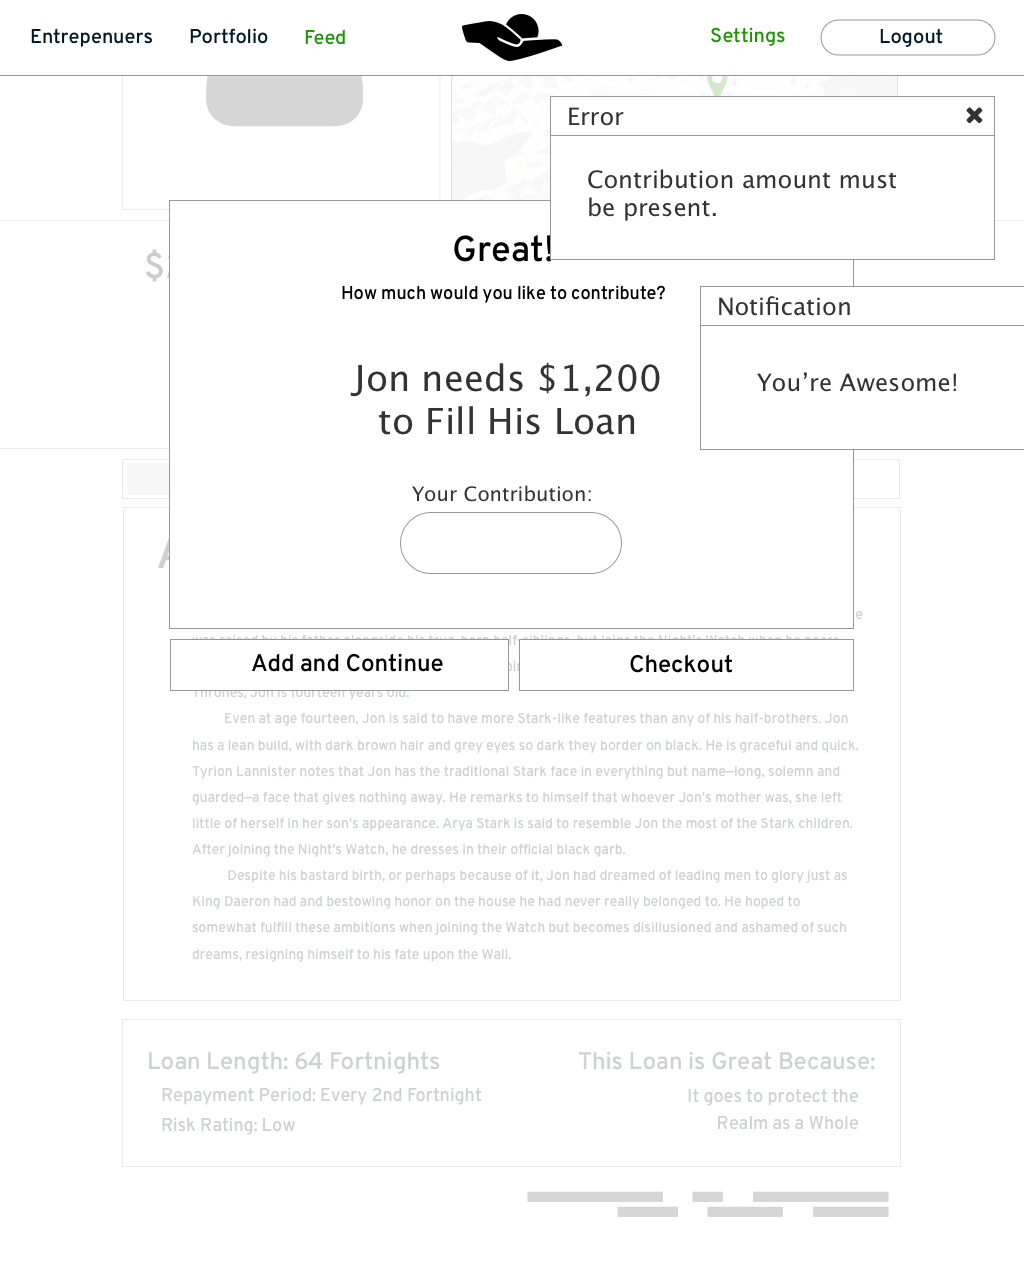 Entrepenuers Portfolio Feed Settings Logout
Error
Contribution amount must
be present.
$
Great!
How much would you like to contribute?
Notification
You’re Awesome!
Jon needs $1,200
to Fill His Loan
Your Contribution:
A
Add and Continue
Checkout
Thrones, Jon is fourteen years old.
Even at age fourteen, Jon is said to have more Stark-like features than any of his half-brothers. Jon
has a lean build, with dark brown hair and grey eyes so dark they border on black. He is graceful and quick.
Tyrion Lannister notes that Jon has the traditional Stark face in everything but name—long, solemn and
guarded—a face that gives nothing away. He remarks to himself that whoever Jon's mother was, she left
little of herself in her son's appearance. Arya Stark is said to resemble Jon the most of the Stark children.
After joining the Night's Watch, he dresses in their official black garb.
Despite his bastard birth, or perhaps because of it, Jon had dreamed of leading men to glory just as
King Daeron had and bestowing honor on the house he had never really belonged to. He hoped to
somewhat fulfill these ambitions when joining the Watch but becomes disillusioned and ashamed of such
dreams, resigning himself to his fate upon the Wall.
Loan Length: 64 Fortnights
Repayment Period: Every 2nd Fortnight
Risk Rating: Low
This Loan is Great Because:
It goes to protect the
Realm as a Whole